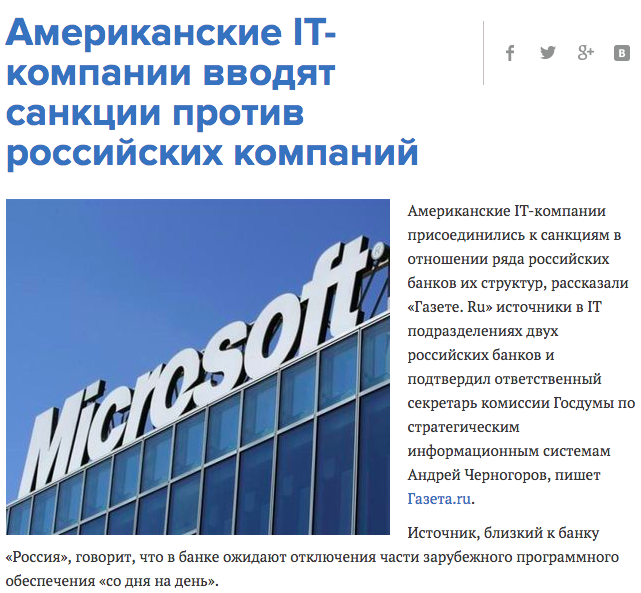 Американские IT-
компании вводят
санкции против
российских компаний
Microsoft
Американские IT-компании
присоединились к санкциям в
отношении ряда российских
банков их структур, рассказали
«Газете. Ru» источники в IT
подразделениях двух
российских банков и
подтвердил ответственный
секретарь комиссии Госдумы по
стратегическим
информационным системам
Андрей Черногоров, пишет
Газета.ru.
Источник, близкий к банку
«Россия», говорит, что в банке ожидают отключения части зарубежного программного
обеспечения «со дня на день».